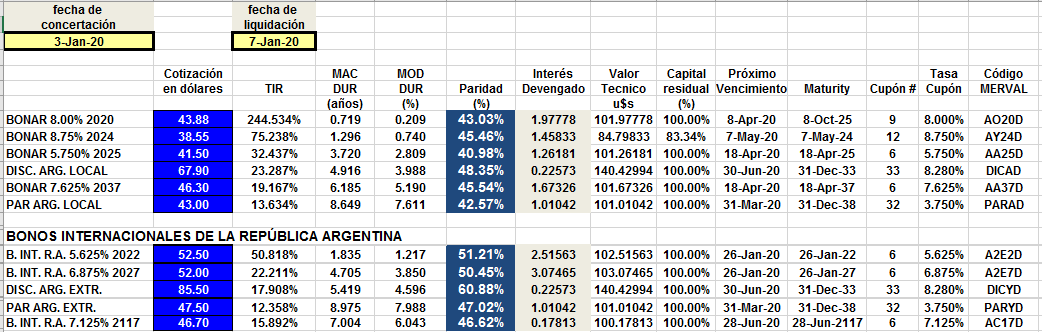 fecha de concertación fecha de liquidación
3-Jan-20 7-Jan-20
Cotización en dólares TIR MAC DUR (años) MOD DUR (%) Paridad (%) Interés Devengado Valor Tecnico u$s Capital residual (%) Próximo Vencimiento Maturity Cupón # Tasa Cupón Código MERVAL
BONAR 8.00% 2020 43.88 244.534% 0.719 0.209 43.03% 1.97778 101.97778 100.00% 8-Apr-20 8-Oct-25 9 8.000% AO20D
BONAR 8.75% 2024 38.55 75.238% 1.296 0.740 45.46% 1.45833 84.79833 83.34% 7-May-20 7-May-24 12 8.750% AY24D
BONAR 5.750% 2025 41.50 32.437% 3.720 2.809 40.98% 1.26181 101.26181 100.00% 18-Apr-20 18-Apr-25 6 5.750% AA25D
DISC. ARG. LOCAL 67.90 23.287% 4.916 3.988 48.35% 0.22573 140.42994 100.00% 30-Jun-20 31-Dec-33 33 8.280% DICAD
BONAR 7.625% 2037 46.30 19.167% 6.185 5.190 45.54% 1.67326 101.67326 100.00% 18-Apr-20 18-Apr-37 6 7.625% AA37D
PAR ARG. LOCAL 43.00 13.634% 8.649 7.611 42.57% 1.01042 101.01042 100.00% 31-Mar-20 31-Dec-38 32 3.750% PARAD
BONOS INTERNACIONALES DE LA REPÚBLICA ARGENTINA
B. INT. R.A. 5.625% 2022 52.50 50.818% 1.835 1.217 51.21% 2.51563 102.51563 100.00% 26-Jan-20 26-Jan-22 6 5.625% A2E2D
B. INT. R.A. 6.875% 2027 52.00 22.211% 4.705 3.850 50.45% 3.07465 103.07465 100.00% 26-Jan-20 26-Jan-27 6 6.875% A2E7D
DISC. ARG. EXTR. 85.50 17.908% 5.419 4.596 60.88% 0.22573 140.42994 100.00% 30-Jun-20 31-Dec-33 33 8.280% DICYD
PAR ARG. EXTR. 47.50 12.358% 8.975 7.988 47.02% 1.01042 101.01042 100.00% 31-Mar-20 31-Dec-38 32 3.750% PARYD
B. INT. R.A. 7.125% 2117 46.70 15.892% 7.004 6.043 46.62% 0.17813 100.17813 100.00% 28-Jun-20 28-Jun-2117 6 7.125% AC17D